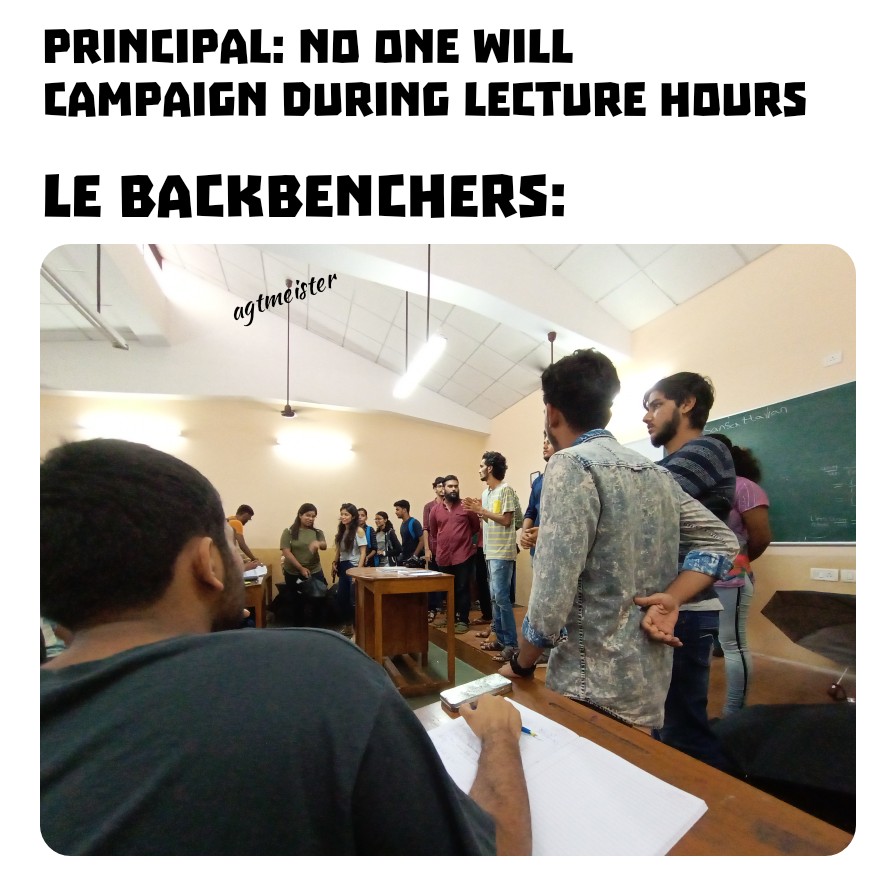 PRINCIPAL: NO ONE WILL
CAMPAIGN DURING LECTURE HOURS
LE BACKBENCHERS:
agtmeister